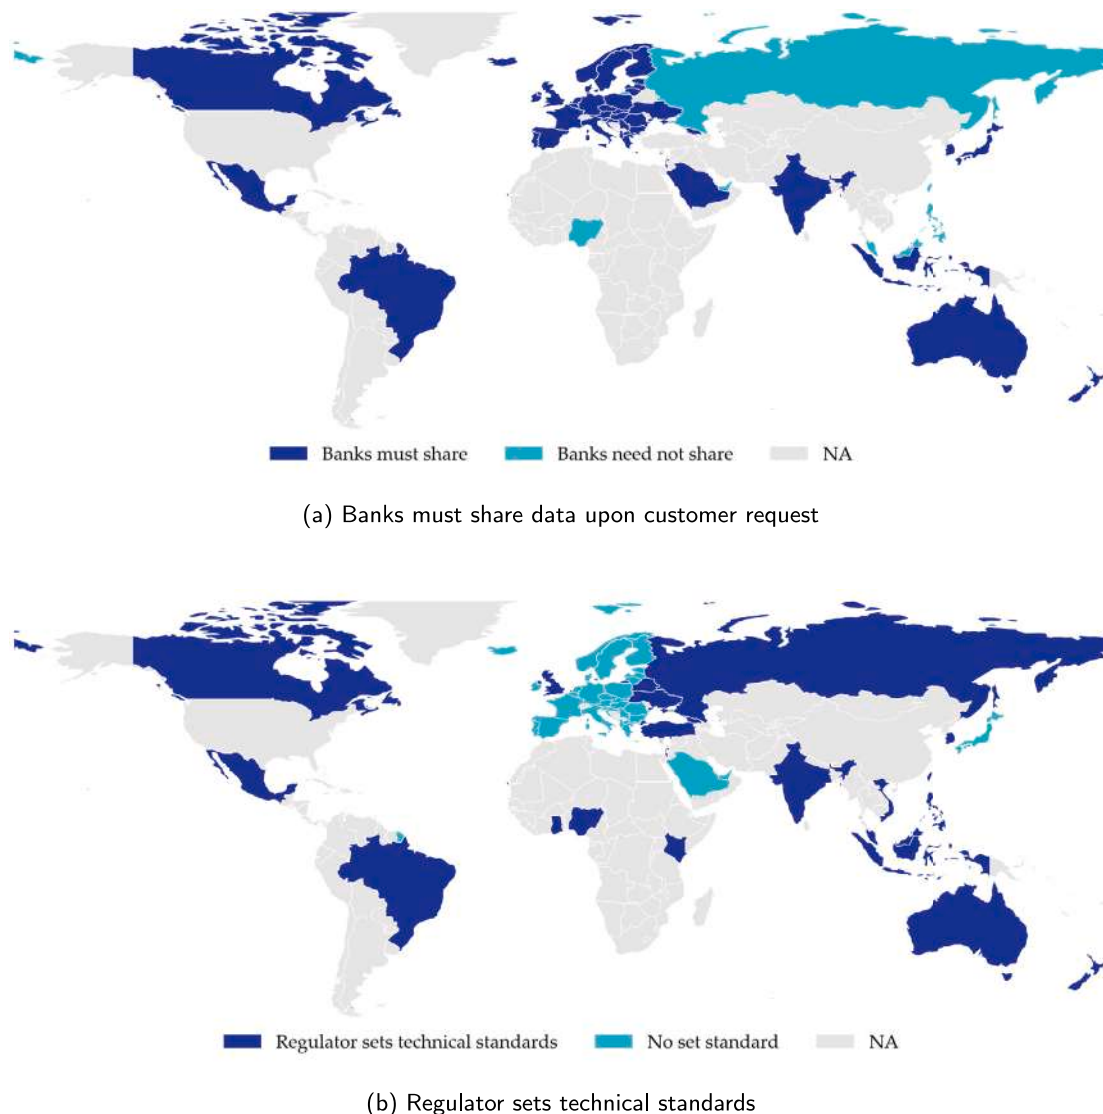 Banks must share Banks need not share NA
(a) Banks must share data upon customer request
Regulator sets technical standards No set standard NA
(b) Regulator sets technical standards